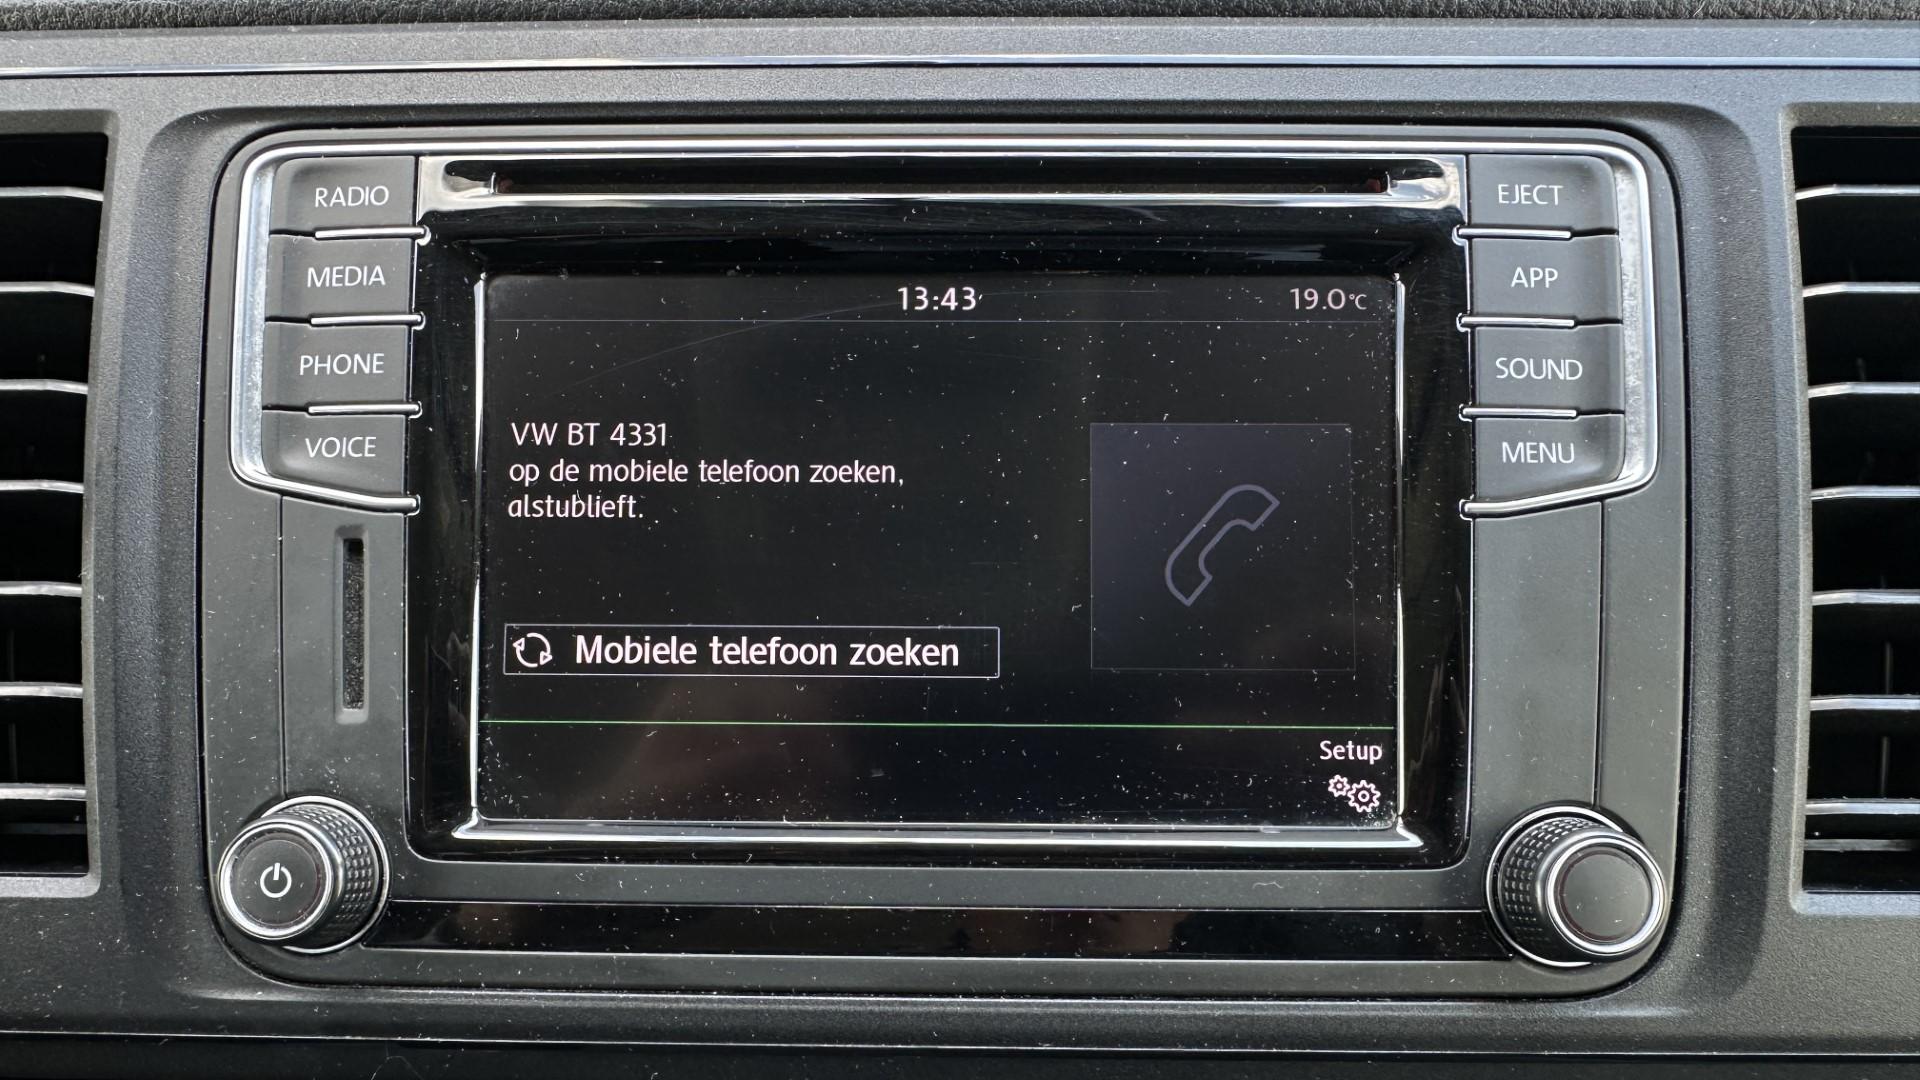 RADIO
MEDIA
PHONE
VOICE
13:43
19.0°C
VW BT 4331
op de mobiele telefoon zoeken,
alstublieft.
Mobiele telefoon zoeken
Setup
EJECT
APP
SOUND
MENU